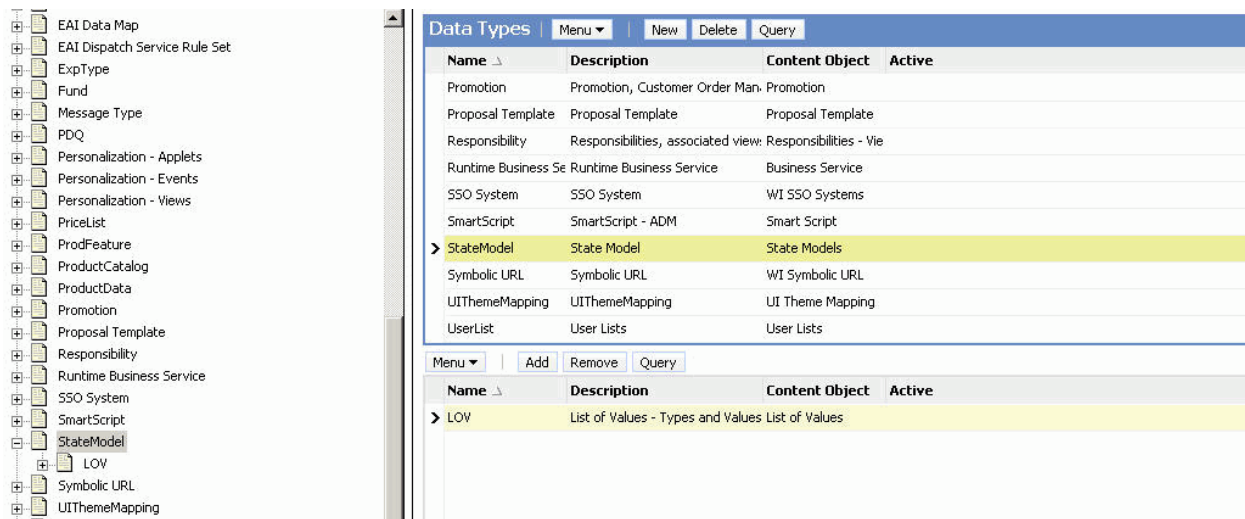 EAI Data Map
EAI Dispatch Service Rule Set
ExpType
Fund
Message Type
PDQ
Personalization - Applets
Personalization - Events
Personalization - Views
PriceList
ProdFeature
ProductCatalog
ProductData
Promotion
Proposal Template
Responsibility
Runtime Business Service
SSO System
SmartScript
StateModel
LOV
Symbolic URL
UIThemeMapping
Data Types Menu New Delete Query
Name Description Content Object Active
Promotion Promotion, Customer Order Man Promotion
Proposal Template Proposal Template Proposal Template
Responsibility Responsibilities, associated view Responsibilities - Vie
Runtime Business Se Runtime Business Service Business Service
SSO System SSO System WI SSO Systems
SmartScript SmartScript - ADM Smart Script
StateModel State Model State Models
Symbolic URL Symbolic URL WI Symbolic URL
UIThemeMapping UIThemeMapping UI Theme Mapping
UserList User Lists User Lists
Menu Add Remove Query
Name Description Content Object Active
LOV List of Values - Types and Values List of Values